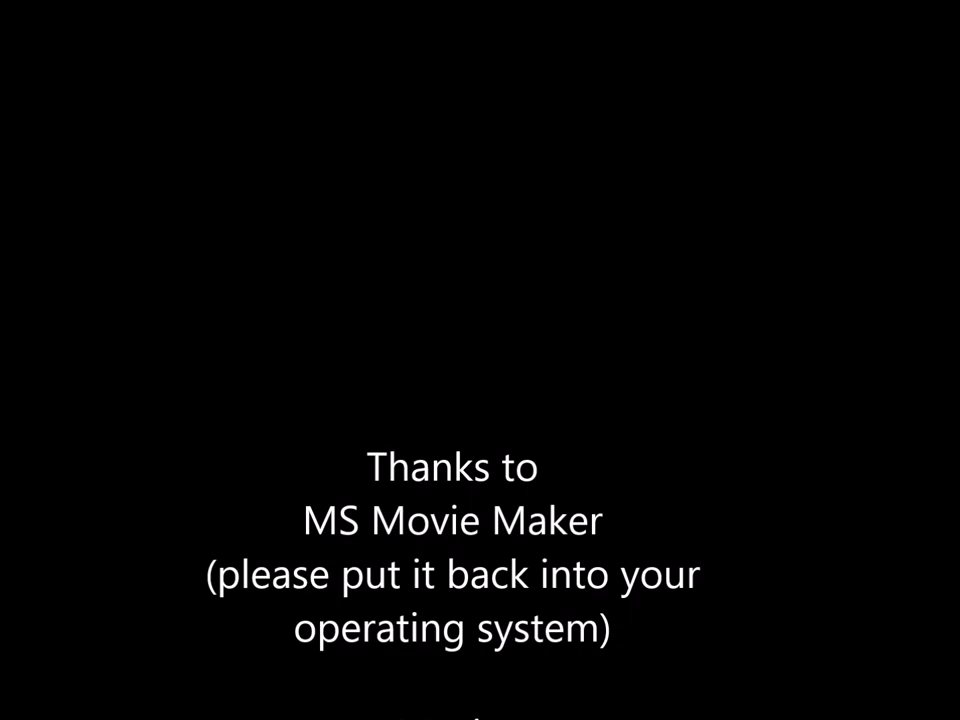 Thanks to
MS Movie Maker
(please put it back into your
operating system)